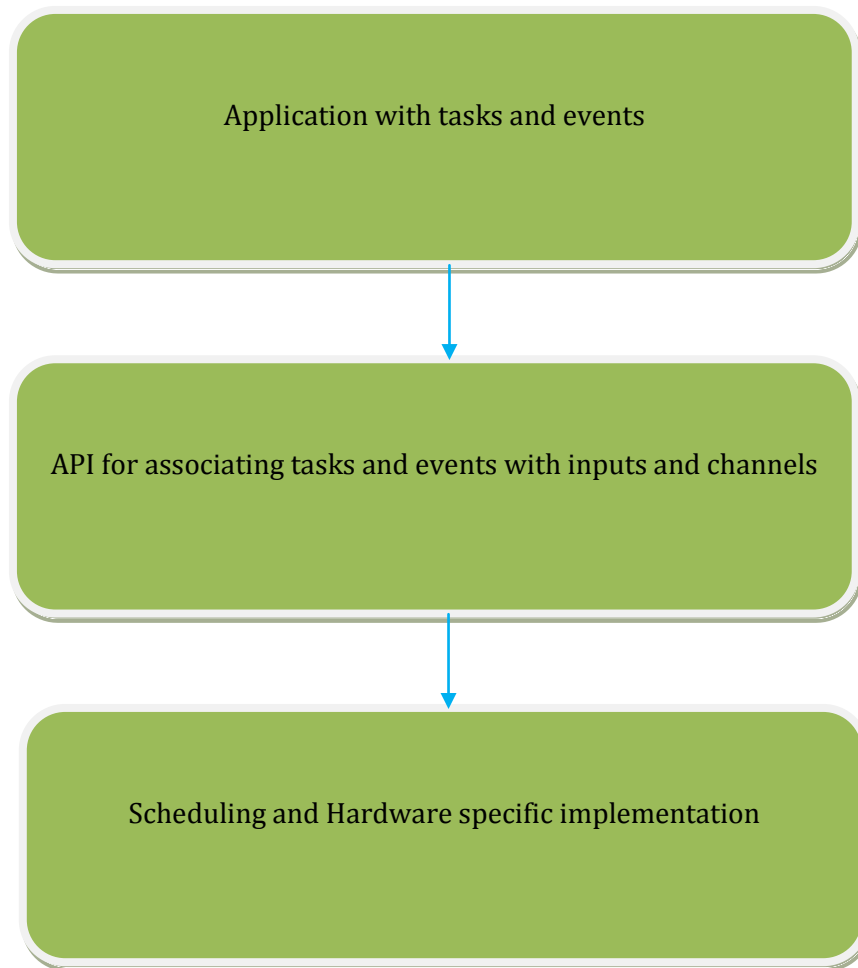 Application with tasks and events
API for associating tasks and events with inputs and channels
Scheduling and Hardware specific implementation